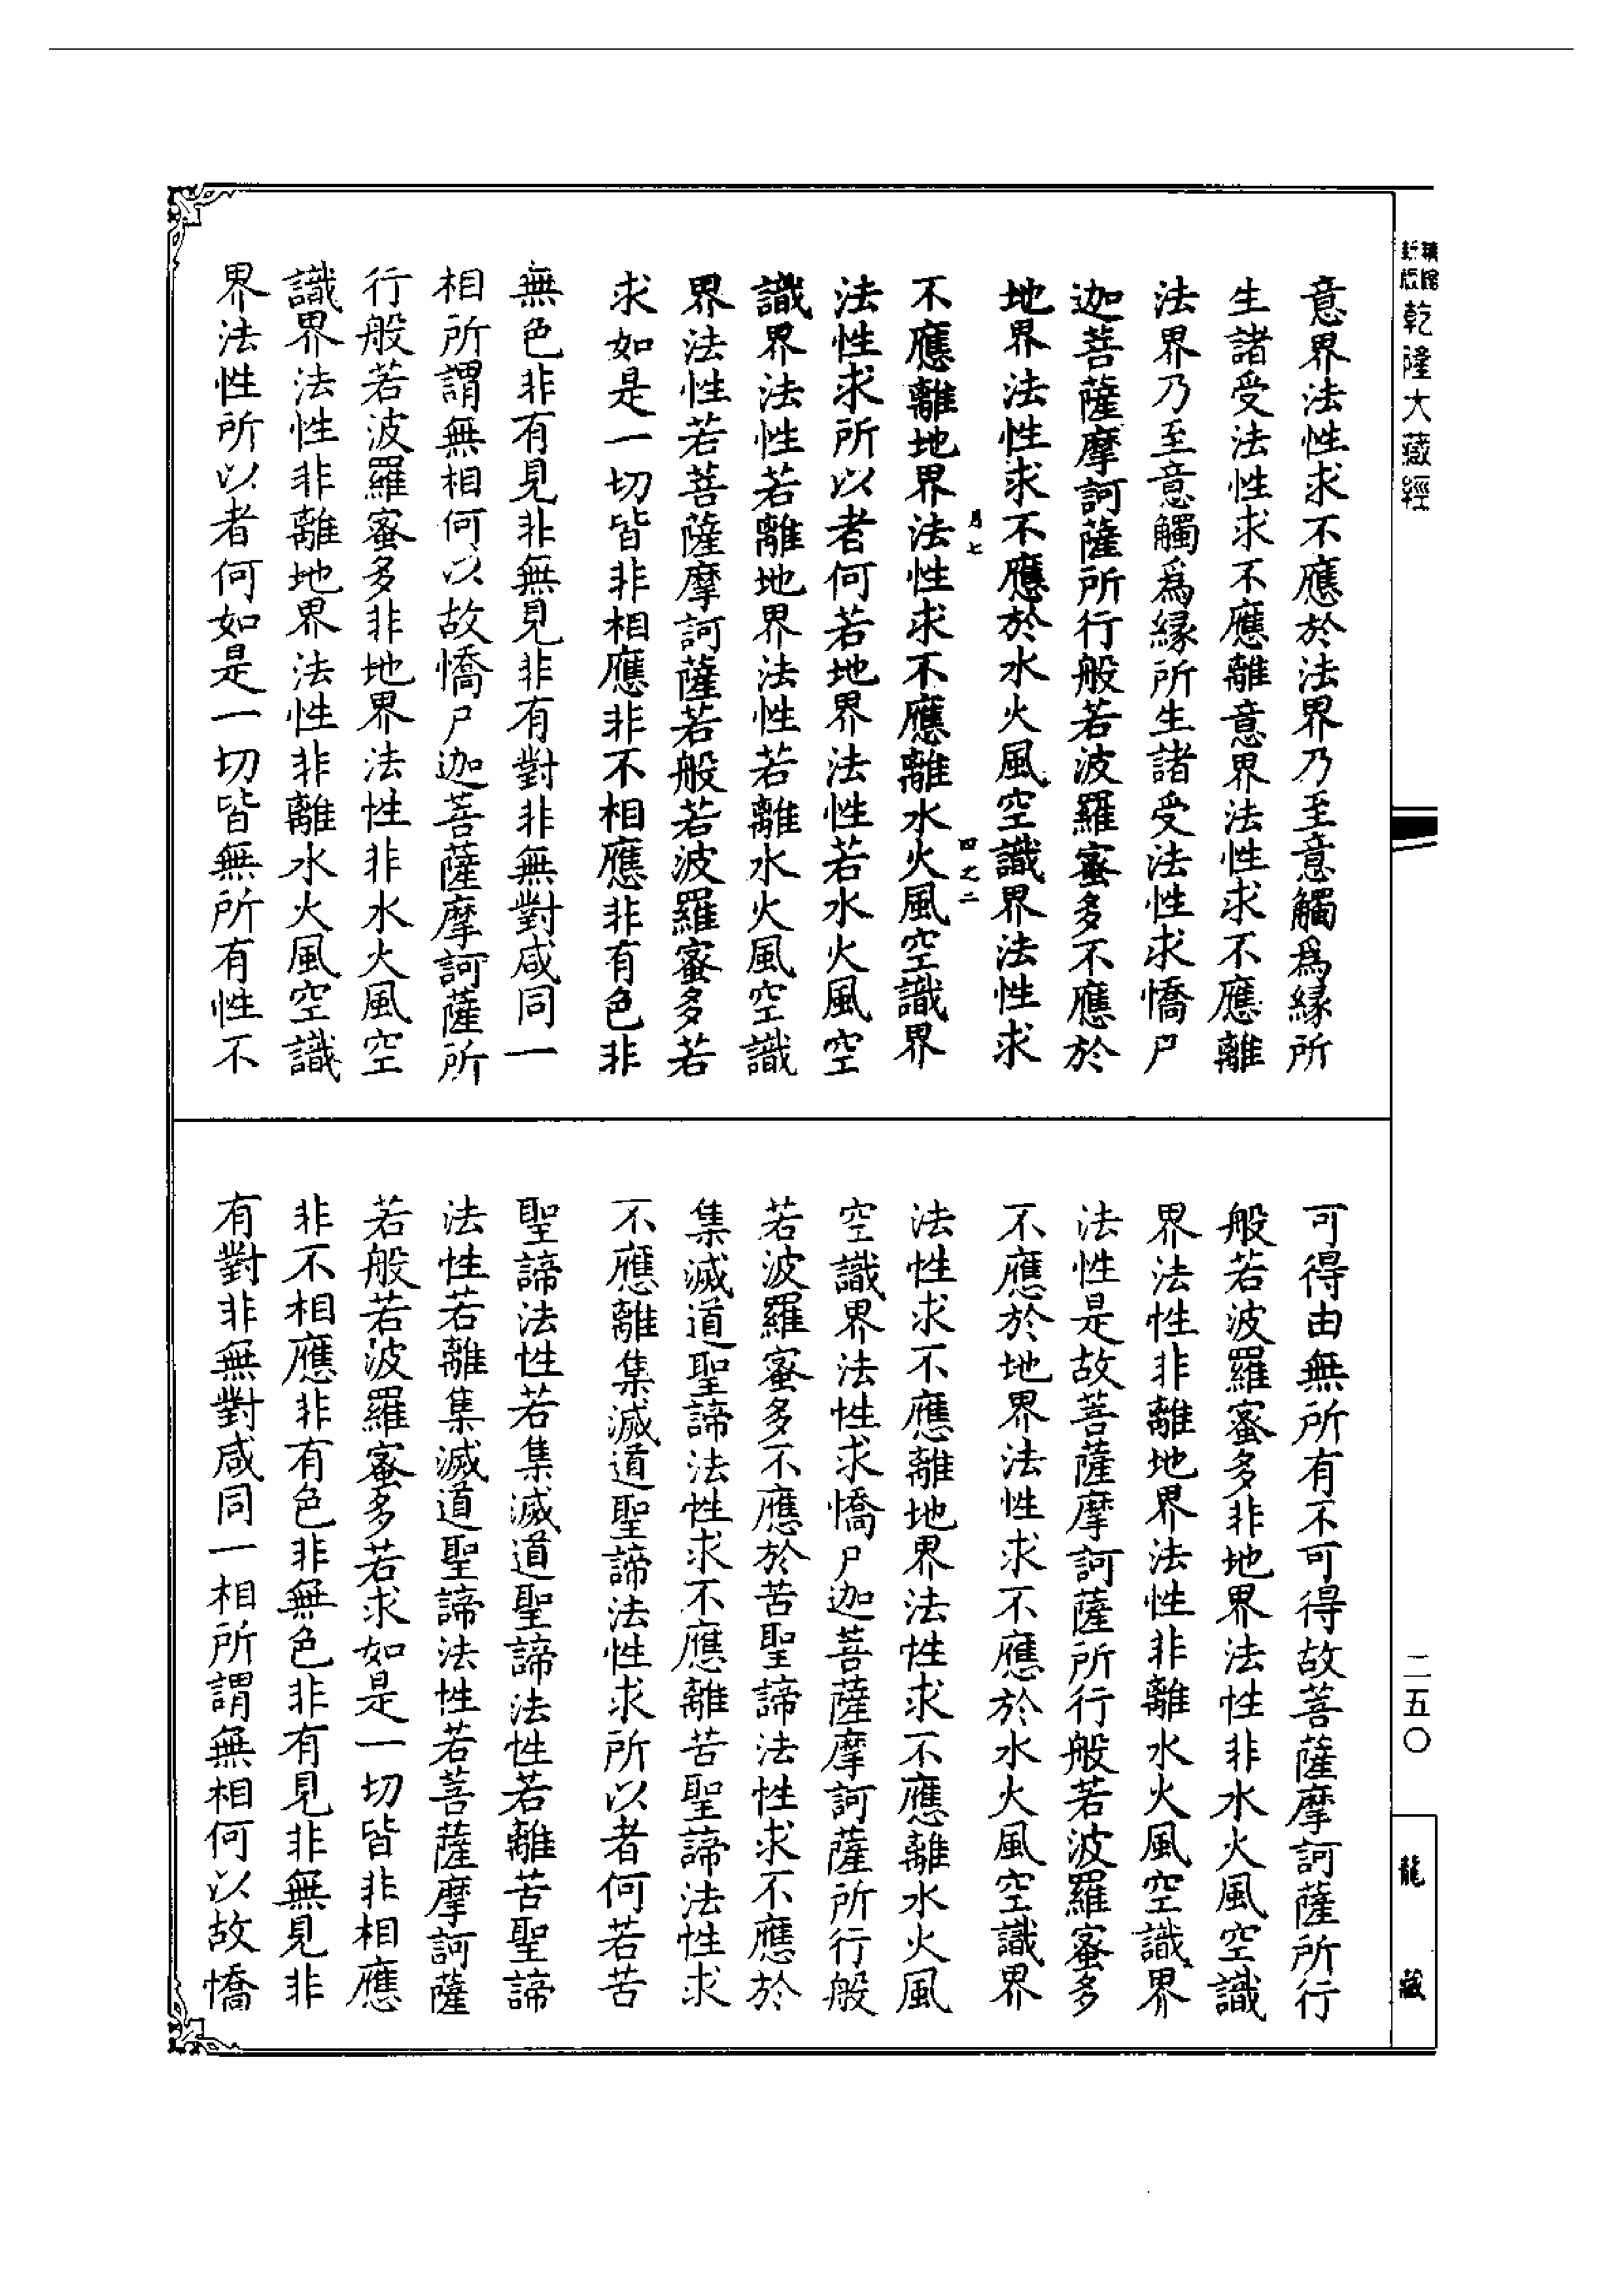 乾隆大藏經
意界法性求不應於法界乃至意觸爲緣所
生諸受法性求不應離意界法性求不應離
法界乃至意觸爲緣所生諸受法性求憍尸
迦菩薩摩訶薩所行般若波羅蜜多不應於
地界法性求不應於水火風空識界法性求
月七
四之二
不應離地界法性求不應離水火風空識界
法性求所以者何若地界法性若水火風空
識界法性若離地界法性若離水火風空識
界法性若菩薩摩訶薩若般若波羅蜜多若
求如是一切皆非相應非不相應非有色非
無色非有見非無見非有對非無對咸同一
相所謂無相何以故憍尸迦菩薩摩訶薩所
行般若波羅蜜多非地界法性非水火風空
識界法性非離地界法性非離水火風空識
界法性所以者何如是一切皆無所有性不
可得由無所有不可得故菩薩摩訶薩所行
般若波羅蜜多非地界法性非水火風空識
界法性非離地界法性非離水火風空識界
法性是故菩薩摩訶薩所行般若波羅蜜多
不應於地界法性求不應於水火風空識界
法性求不應離地界法性求不應離水火風
空識界法性求憍尸迦菩薩摩訶薩所行般
若波羅蜜多不應於苦聖諦法性求不應於
集滅道聖諦法性求不應離苦聖諦法性求
不應離集滅道聖諦法性求所以者何若苦
聖諦法性若集滅道聖諦法性若離苦聖諦
法性若離集滅道聖諦法性若菩薩摩訶薩
若般若波羅蜜多若求如是一切皆非相應
非不相應非有色非無色非有見非無見非
有對非無對咸同一相所謂無相何以故憍
二五〇
龍藏